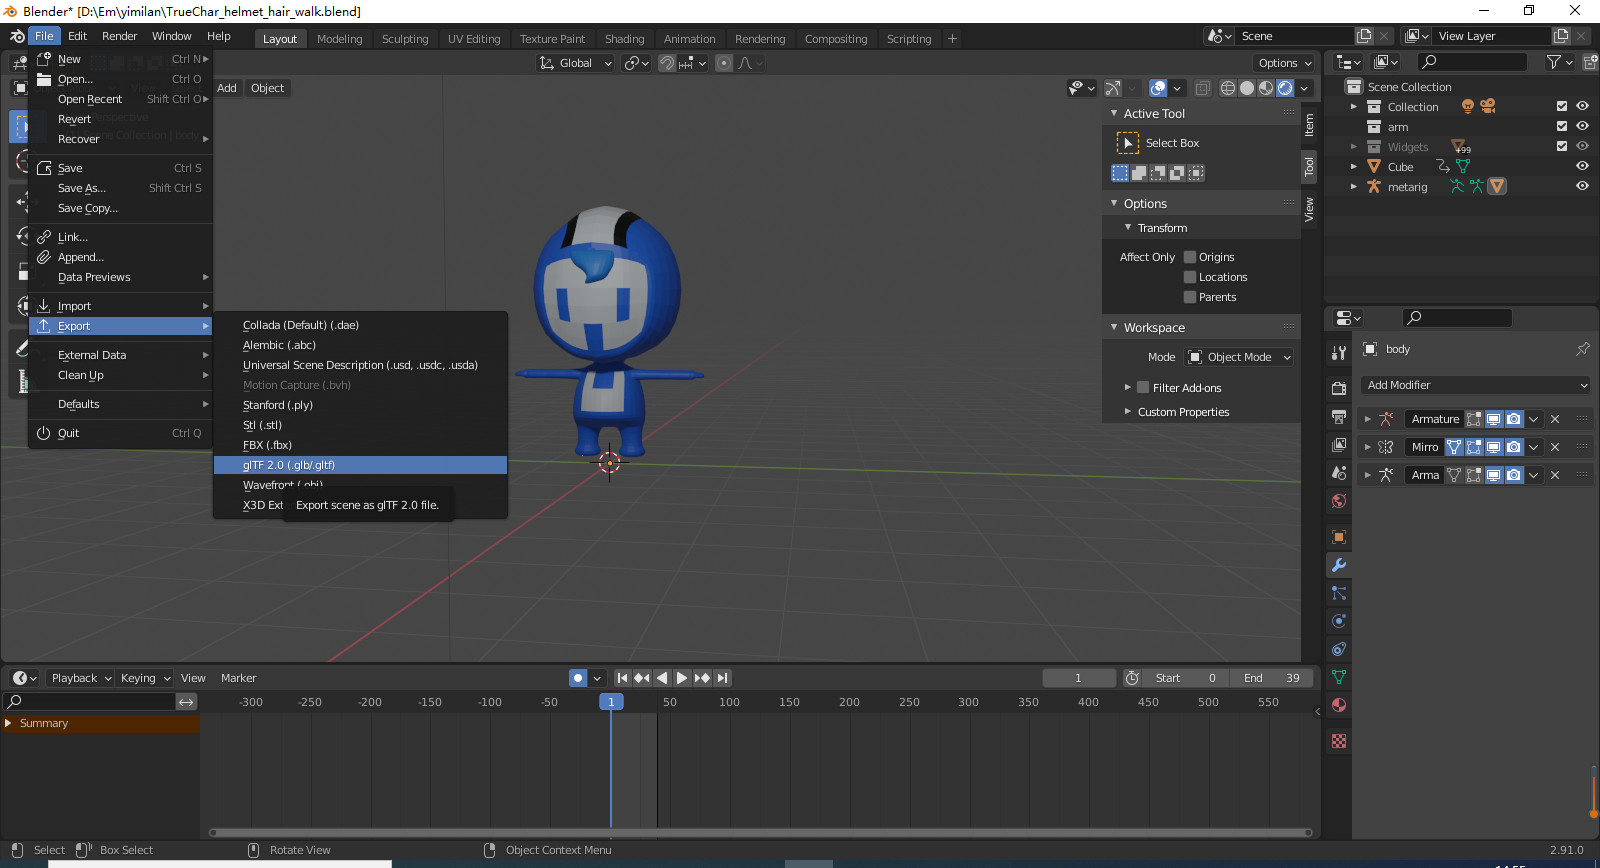 Blender* [D:\Em\yimilan\TrueChar_helmet_hair_walk.blend]
File Edit Render Window Help Layout Modeling Sculpting UV Editing Texture Paint Shading Animation Rendering Compositing Scripting Scene View Layer
New Ctrl N
Open... Ctrl O
Open Recent Shift Ctrl O
Revert
Recover
Save Ctrl S
Save As... Shift Ctrl S
Save Copy...
Link...
Append...
Data Previews
Import
Export
External Data
Clean Up
Defaults
Quit Ctrl Q
Collada (Default) (.dae)
Alembic (.abc)
Universal Scene Description (.usd, .usdc, .usda)
Motion Capture (.bvh)
Stanford (.ply)
Stl (.stl)
FBX (.fbx)
glTF 2.0 (.glb/.gltf)
Wavefront (.obj)
X3D Ext
Export scene as glTF 2.0 file.
Global
Options
Add Object
Active Tool
Select Box
Options
Transform
Affect Only Origins
Locations
Parents
Workspace
Mode Object Mode
Filter Add-ons
Custom Properties
Item
Tool
View
Scene Collection
Collection
arm
Widgets +99
Cube
metarig
body
Add Modifier
Armature
Mirro
Arma
Playback Keying View Marker 1 Start 0 End 39
-300 -250 -200 -150 -100 -50 1 50 100 150 200 250 300 350 400 450 500 550
Summary
Select Box Select Rotate View Object Context Menu 2.91.0